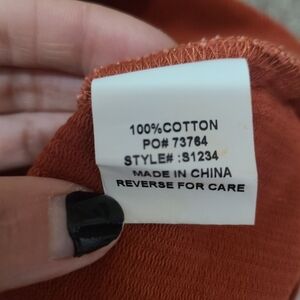 100%COTTON
PO# 73764
STYLE# :S1234
MADE IN CHINA
REVERSE FOR CARE